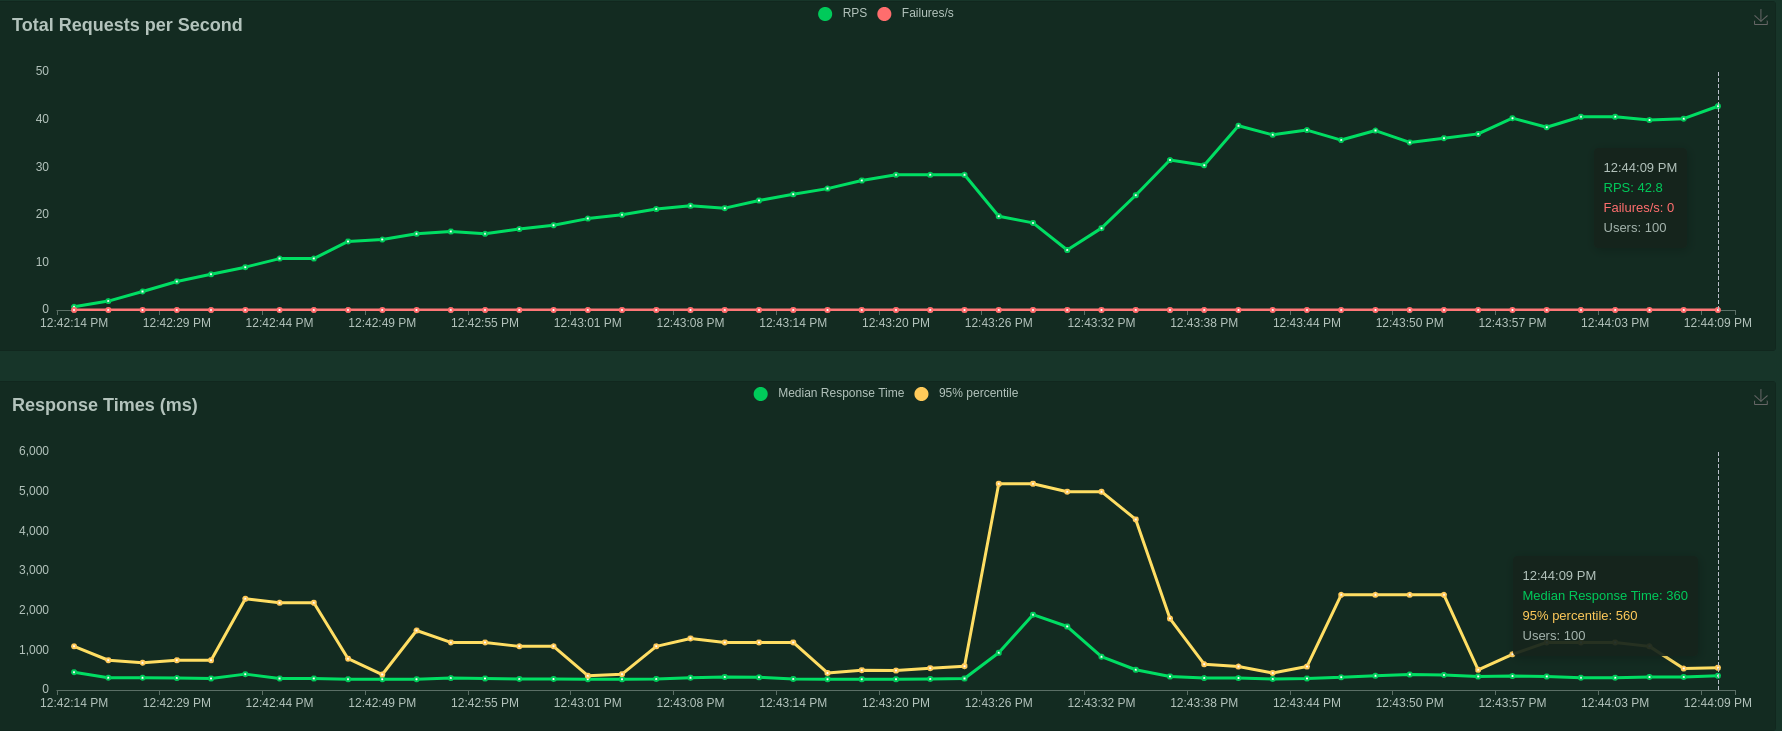 Total Requests per Second
RPS Failures/s
50
40
30
20
10
0
12:42:14 PM 12:42:29 PM 12:42:44 PM 12:42:49 PM 12:42:55 PM 12:43:01 PM 12:43:08 PM 12:43:14 PM 12:43:20 PM 12:43:26 PM 12:43:32 PM 12:43:38 PM 12:43:44 PM 12:43:50 PM 12:43:57 PM 12:44:03 PM 12:44:09 PM
12:44:09 PM
RPS: 42.8
Failures/s: 0
Users: 100
Response Times (ms)
Median Response Time 95% percentile
6,000
5,000
4,000
3,000
2,000
1,000
0
12:42:14 PM 12:42:29 PM 12:42:44 PM 12:42:49 PM 12:42:55 PM 12:43:01 PM 12:43:08 PM 12:43:14 PM 12:43:20 PM 12:43:26 PM 12:43:32 PM 12:43:38 PM 12:43:44 PM 12:43:50 PM 12:43:57 PM 12:44:03 PM 12:44:09 PM
12:44:09 PM
Median Response Time: 360
95% percentile: 560
Users: 100